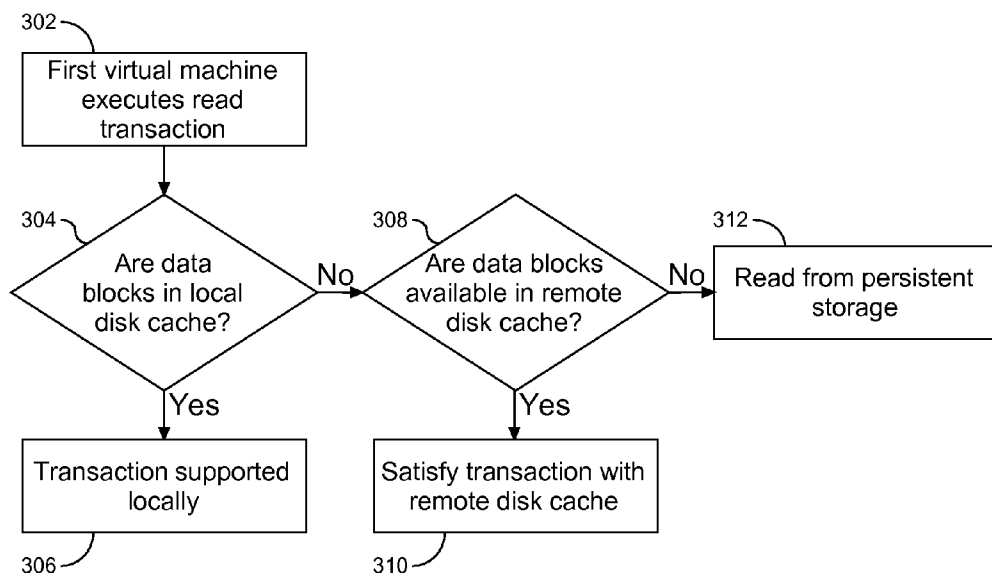 302
First virtual machine
executes read
transaction
304
Are data
blocks in local
disk cache?
No
308
Are data blocks
available in remote
disk cache?
No
312
Read from persistent
storage
Yes
Transaction supported
locally
306
Yes
Satisfy transaction with
remote disk cache
310